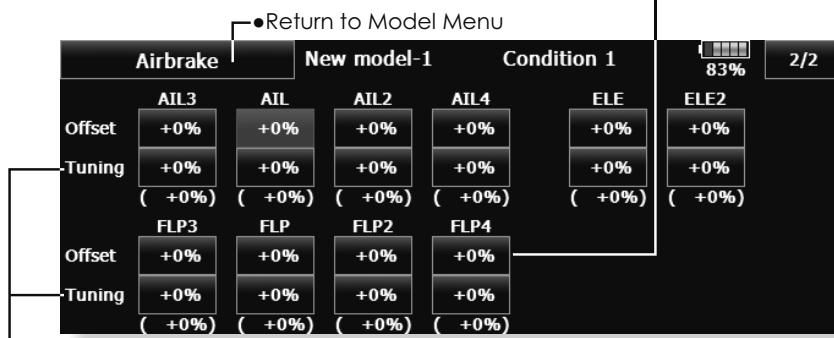 ●Return to Model Menu
Airbrake New model-1 Condition 1 83% 2/2
AIL3 AIL AIL2 AIL4 ELE ELE2
Offset +0% +0% +0% +0% +0% +0%
Tuning +0% +0% +0% +0% +0% +0%
( +0%) ( +0%) ( +0%) ( +0%) ( +0%) ( +0%)
FLP3 FLP FLP2 FLP4
Offset +0% +0% +0% +0%
Tuning +0% +0% +0% +0%
( +0%) ( +0%) ( +0%) ( +0%)